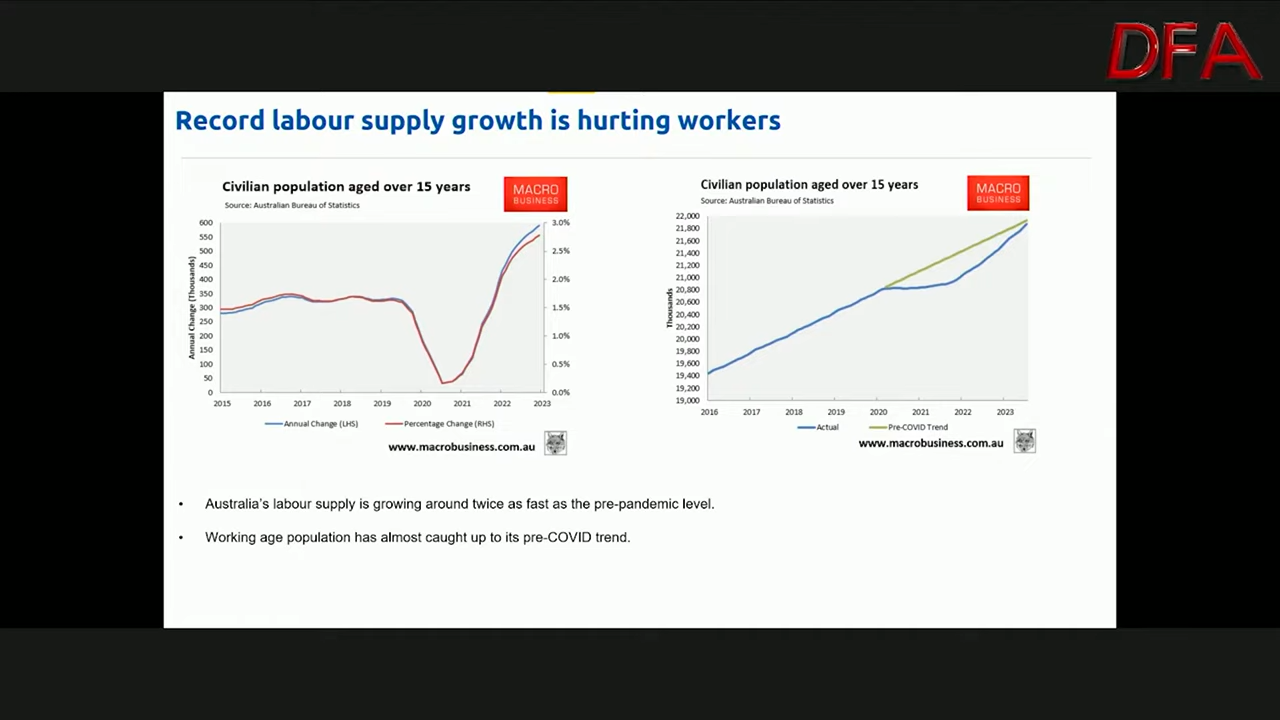 DFA
Record labour supply growth is hurting workers
Civilian population aged over 15 years
Source: Australian Bureau of Statistics
MACRO
BUSINESS
Annual Change (Thousands)
600
550
500
450
400
350
300
250
200
150
100
50
0
3.0%
2.5%
2.0%
1.5%
1.0%
0.5%
0.0%
2015 2016 2017 2018 2019 2020 2021 2022 2023
Annual Change (LHS) Percentage Change (RHS)
www.macrobusiness.com.au
Civilian population aged over 15 years
Source: Australian Bureau of Statistics
MACRO
BUSINESS
Thousands
22,000
21,800
21,600
21,400
21,200
21,000
20,800
20,600
20,400
20,200
20,000
19,800
19,600
19,400
19,200
19,000
2016 2017 2018 2019 2020 2021 2022 2023
Actual Pre-COVID Trend
www.macrobusiness.com.au
• Australia's labour supply is growing around twice as fast as the pre-pandemic level.
• Working age population has almost caught up to its pre-COVID trend.